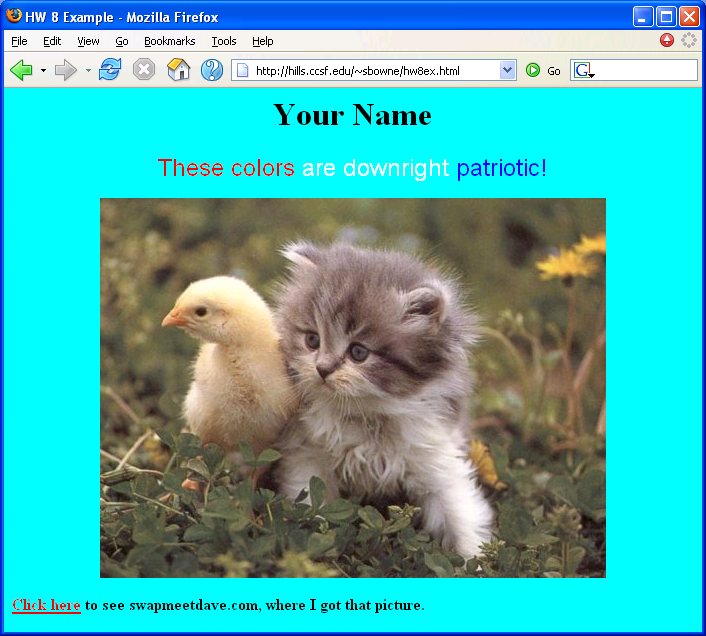 HW 8 Example - Mozilla Firefox
File Edit View Go Bookmarks Tools Help
http://hills.ccsf.edu/~sbowne/hw8ex.html Go G
Your Name
These colors are downright patriotic!
Click here to see swapmeetdave.com, where I got that picture.